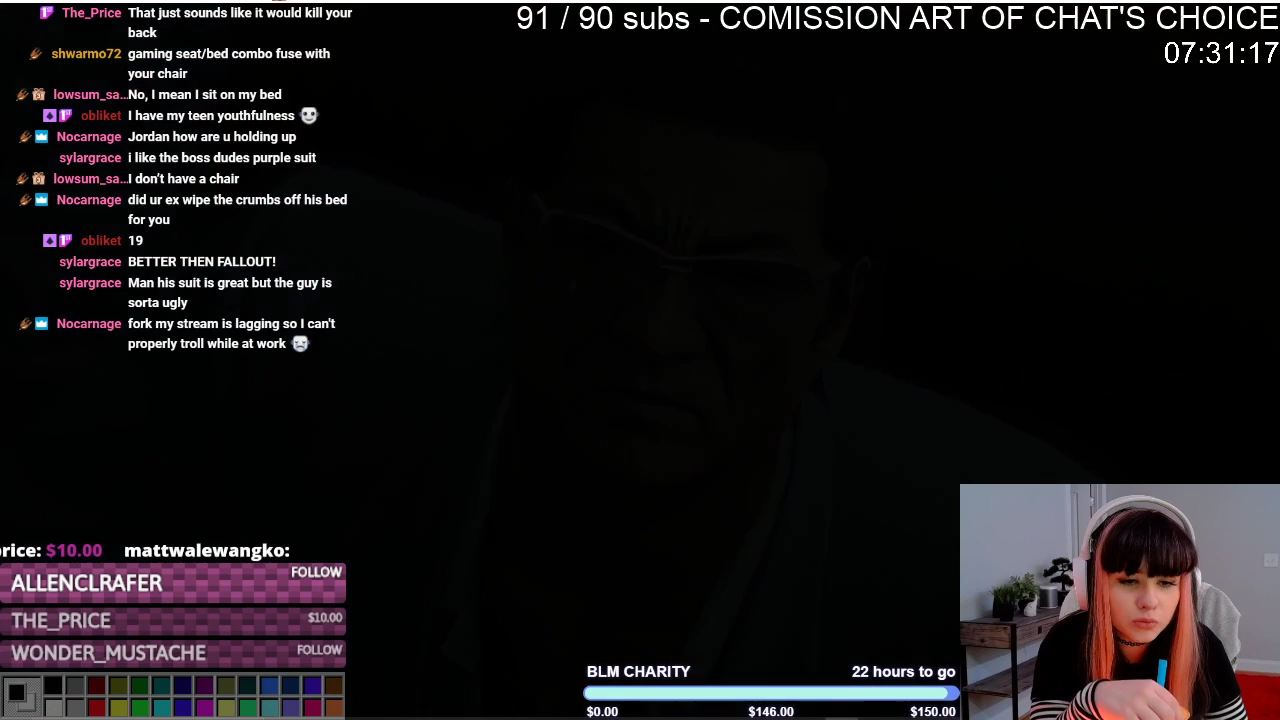 The_Price That just sounds like it would kill your
back
shwarmo72 gaming seat/bed combo fuse with
your chair
lowsum_sa... No, I mean I sit on my bed
obliket I have my teen youthfulness
Nocarnage Jordan how are u holding up
sylargrace i like the boss dudes purple suit
lowsum_sa... I don't have a chair
Nocarnage did ur ex wipe the crumbs off his bed
for you
obliket 19
sylargrace BETTER THEN FALLOUT!
sylargrace Man his suit is great but the guy is
sorta ugly
Nocarnage fork my stream is lagging so I can't
properly troll while at work
91 / 90 subs - COMISSION ART OF CHAT'S CHOICE
07:31:17
rice: $10.00 mattwalewangko:
ALLENCLRAFER FOLLOW
THE_PRICE $10.00
WONDER_MUSTACHE FOLLOW
BLM CHARITY 22 hours to go
$0.00 $146.00 $150.00